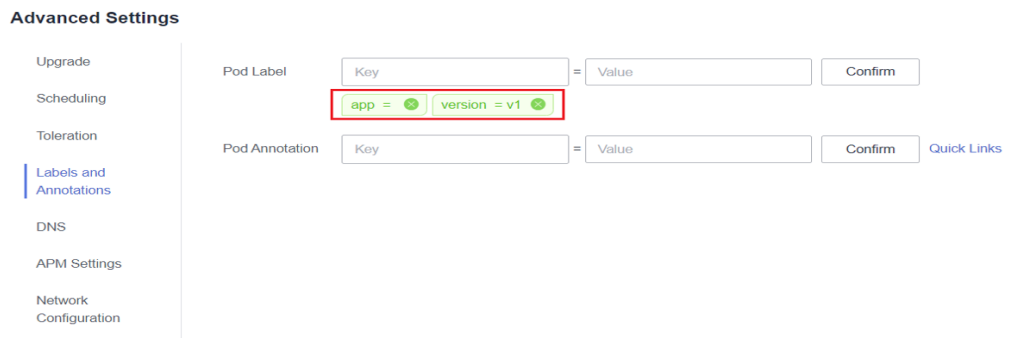 Advanced Settings
Upgrade
Scheduling
Toleration
Labels and
Annotations
DNS
APM Settings
Network
Configuration
Pod Label Key = Value Confirm
app = version = v1
Pod Annotation Key = Value Confirm Quick Links